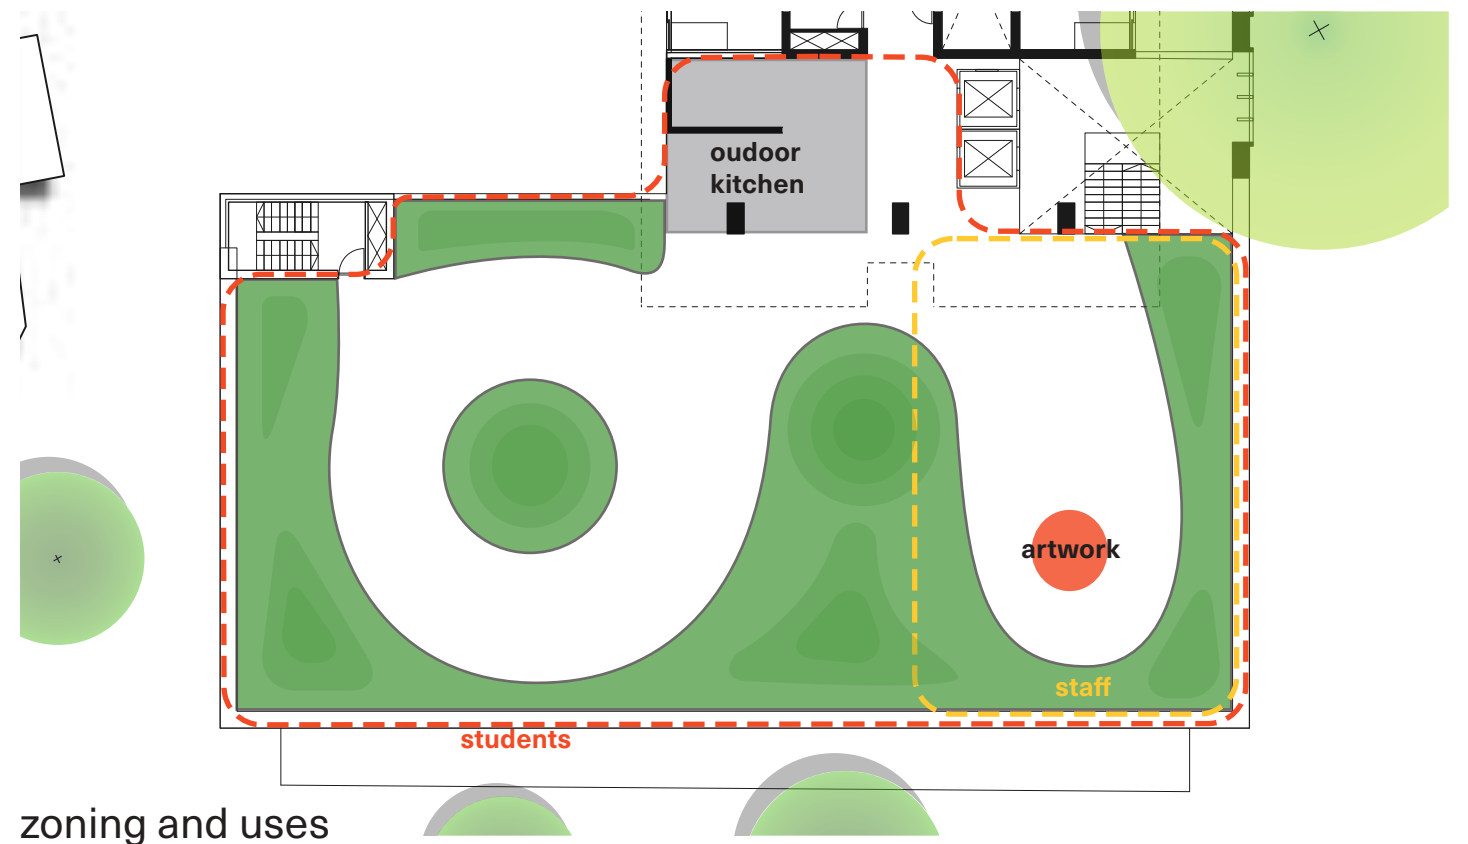 oudoor
kitchen
artwork
staff
students
zoning and uses